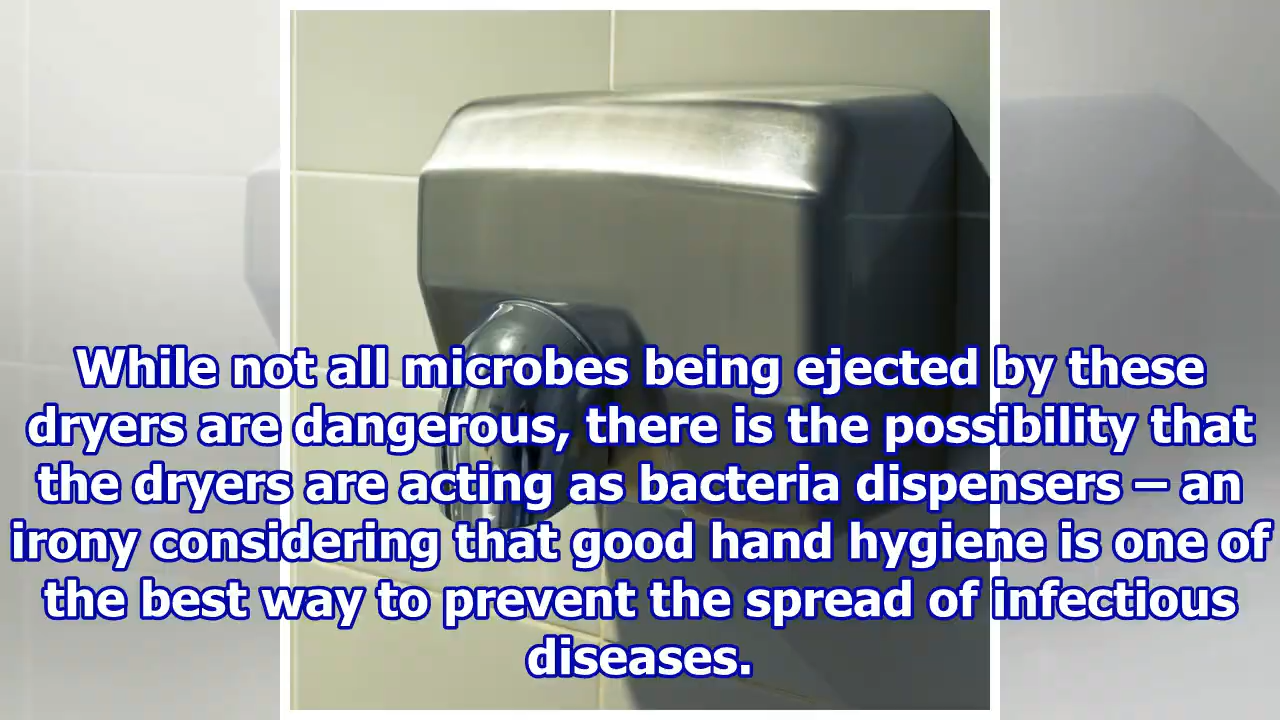 While not all microbes being ejected by these
dryers are dangerous, there is the possibility that
the dryers are acting as bacteria dispensers – an
irony considering that good hand hygiene is one of
the best way to prevent the spread of infectious
diseases.